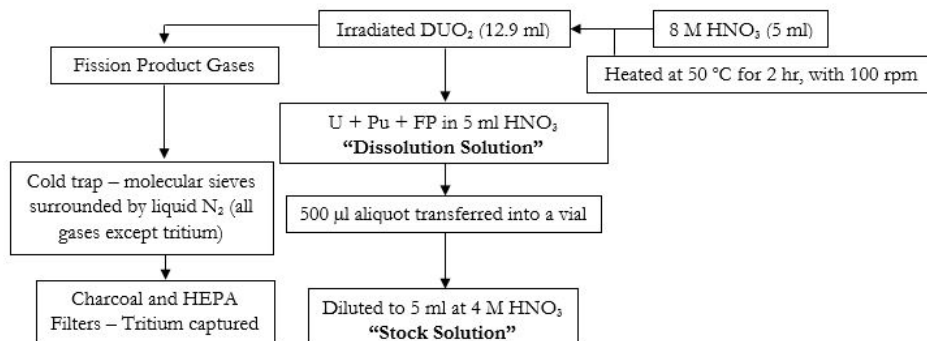 Irradiated DUO₂ (12.9 ml)
8 M HNO₃ (5 ml)
Fission Product Gases
Heated at 50 °C for 2 hr, with 100 rpm
U + Pu + FP in 5 ml HNO₃
“Dissolution Solution”
Cold trap – molecular sieves
surrounded by liquid N₂ (all
gases except tritium)
500 µl aliquot transferred into a vial
Charcoal and HEPA
Filters – Tritium captured
Diluted to 5 ml at 4 M HNO₃
“Stock Solution”